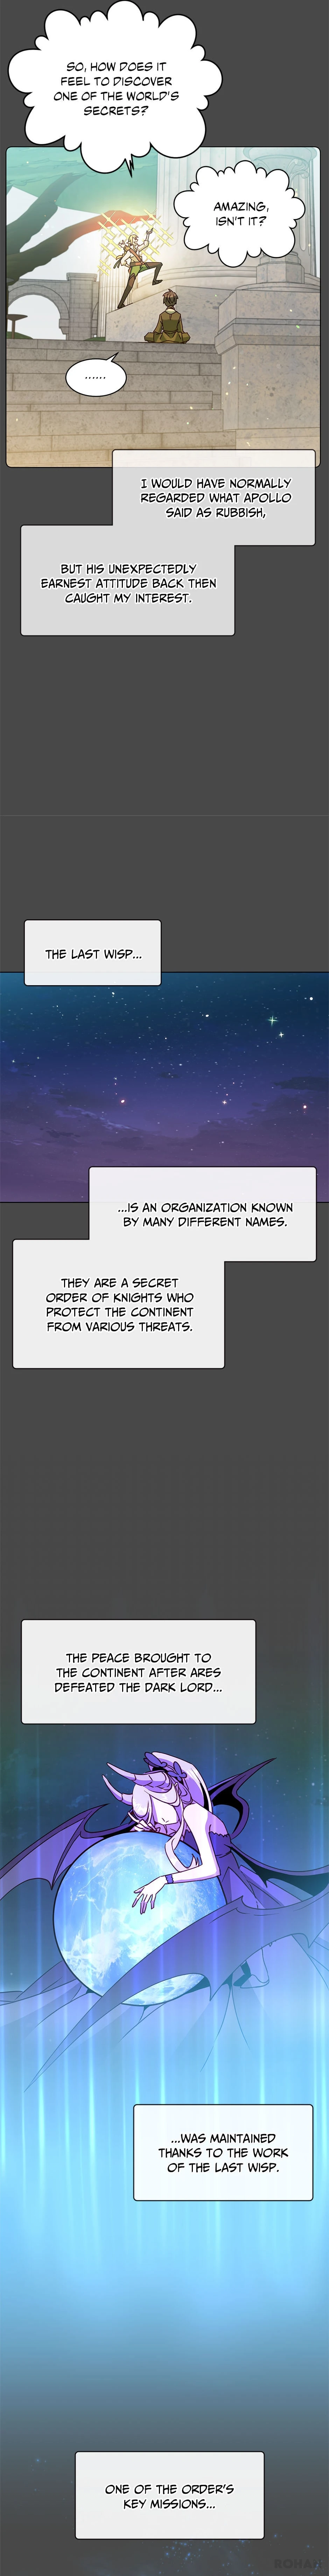 SO, HOW DOES IT
FEEL TO DISCOVER
ONE OF THE WORLD'S
SECRETS?
AMAZING,
ISN'T IT?
......
I WOULD HAVE NORMALLY
REGARDED WHAT APOLLO
SAID AS RUBBISH,
BUT HIS UNEXPECTEDLY
EARNEST ATTITUDE BACK THEN
CAUGHT MY INTEREST.
THE LAST WISP...
...IS AN ORGANIZATION KNOWN
BY MANY DIFFERENT NAMES.
THEY ARE A SECRET
ORDER OF KNIGHTS WHO
PROTECT THE CONTINENT
FROM VARIOUS THREATS.
THE PEACE BROUGHT TO
THE CONTINENT AFTER ARES
DEFEATED THE DARK LORD...
...WAS MAINTAINED
THANKS TO THE WORK
OF THE LAST WISP.
ONE OF THE ORDER'S
KEY MISSIONS...